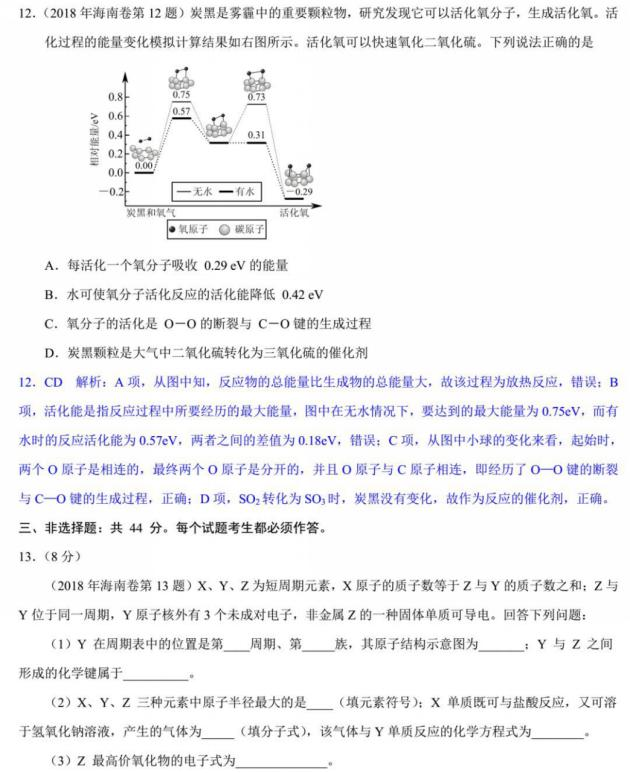 12.（2018 年海南卷第 12 题）炭黑是雾霾中的重要颗粒物，研究发现它可以活化氧分子，生成活化氧。活
化过程的能量变化模拟计算结果如右图所示。活化氧可以快速氧化二氧化硫。下列说法正确的是
相对能量/eV
0.8
0.6
0.4
0.2
0.0
−0.2
0.75
0.57
0.73
0.31
0.00
−0.29
无水 有水
炭黑和氧气
活化氧
氧原子 碳原子
A．每活化一个氧分子吸收 0.29 eV 的能量
B．水可使氧分子活化反应的活化能降低 0.42 eV
C．氧分子的活化是 O－O 的断裂与 C－O 键的生成过程
D．炭黑颗粒是大气中二氧化硫转化为三氧化硫的催化剂
12．CD 解析：A 项，从图中知，反应物的总能量比生成物的总能量大，故该过程为放热反应，错误；B
项，活化能是指反应过程中所要经历的最大能量，图中在无水情况下，要达到的最大能量为 0.75eV，而有
水时的反应活化能为 0.57eV，两者之间的差值为 0.18eV，错误；C 项，从图中小球的变化来看，起始时，
两个 O 原子是相连的，最终两个 O 原子是分开的，并且 O 原子与 C 原子相连，即经历了 O—O 键的断裂
与 C—O 键的生成过程，正确；D 项，SO₂ 转化为 SO₃ 时，炭黑没有变化，故作为反应的催化剂，正确。
三、非选择题：共 44 分。每个试题考生都必须作答。
13.（8 分）
（2018 年海南卷第 13 题）X、Y、Z 为短周期元素，X 原子的质子数等于 Z 与 Y 的质子数之和；Z 与
Y 位于同一周期，Y 原子核外有 3 个未成对电子，非金属 Z 的一种固体单质可导电。回答下列问题：
（1）Y 在周期表中的位置是第____周期、第_____族，其原子结构示意图为_______；Y 与 Z 之间
形成的化学键属于__________。
（2）X、Y、Z 三种元素中原子半径最大的是____（填元素符号）；X 单质既可与盐酸反应，又可溶
于氢氧化钠溶液，产生的气体为_____（填分子式），该气体与 Y 单质反应的化学方程式为________。
（3）Z 最高价氧化物的电子式为______________。